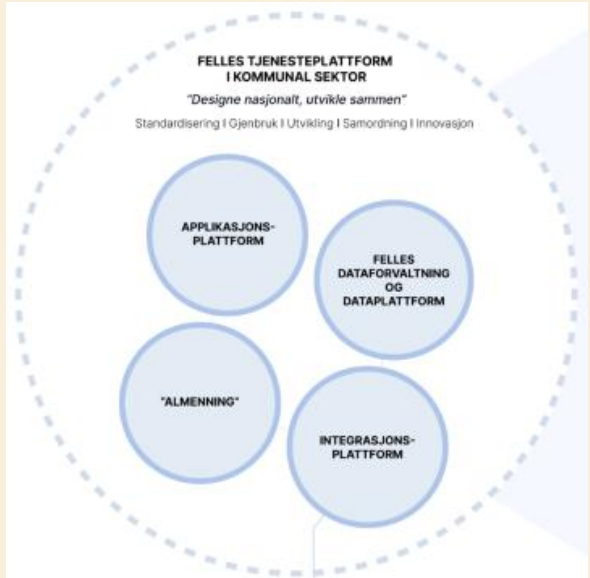 FELLES TJENESTEPLATTFORM
I KOMMUNAL SEKTOR
"Designe nasjonalt, utvikle sammen"
Standardisering I Gjenbruk I Utvikling I Samordning I Innovasjon
APPLIKASJONS-
PLATTFORM
FELLES
DATAFORVALTNING
OG
DATAPLATTFORM
"ALMENNING"
INTEGRASJONS-
PLATTFORM